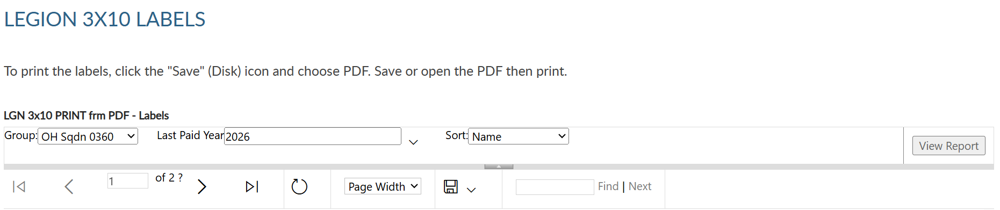 LEGION 3X10 LABELS
To print the labels, click the "Save" (Disk) icon and choose PDF. Save or open the PDF then print.
LGN 3x10 PRINT frm PDF - Labels
Group: OH Sqdn 0360 Last Paid Year 2026 Sort: Name View Report
1 of 2 ? Page Width Find | Next